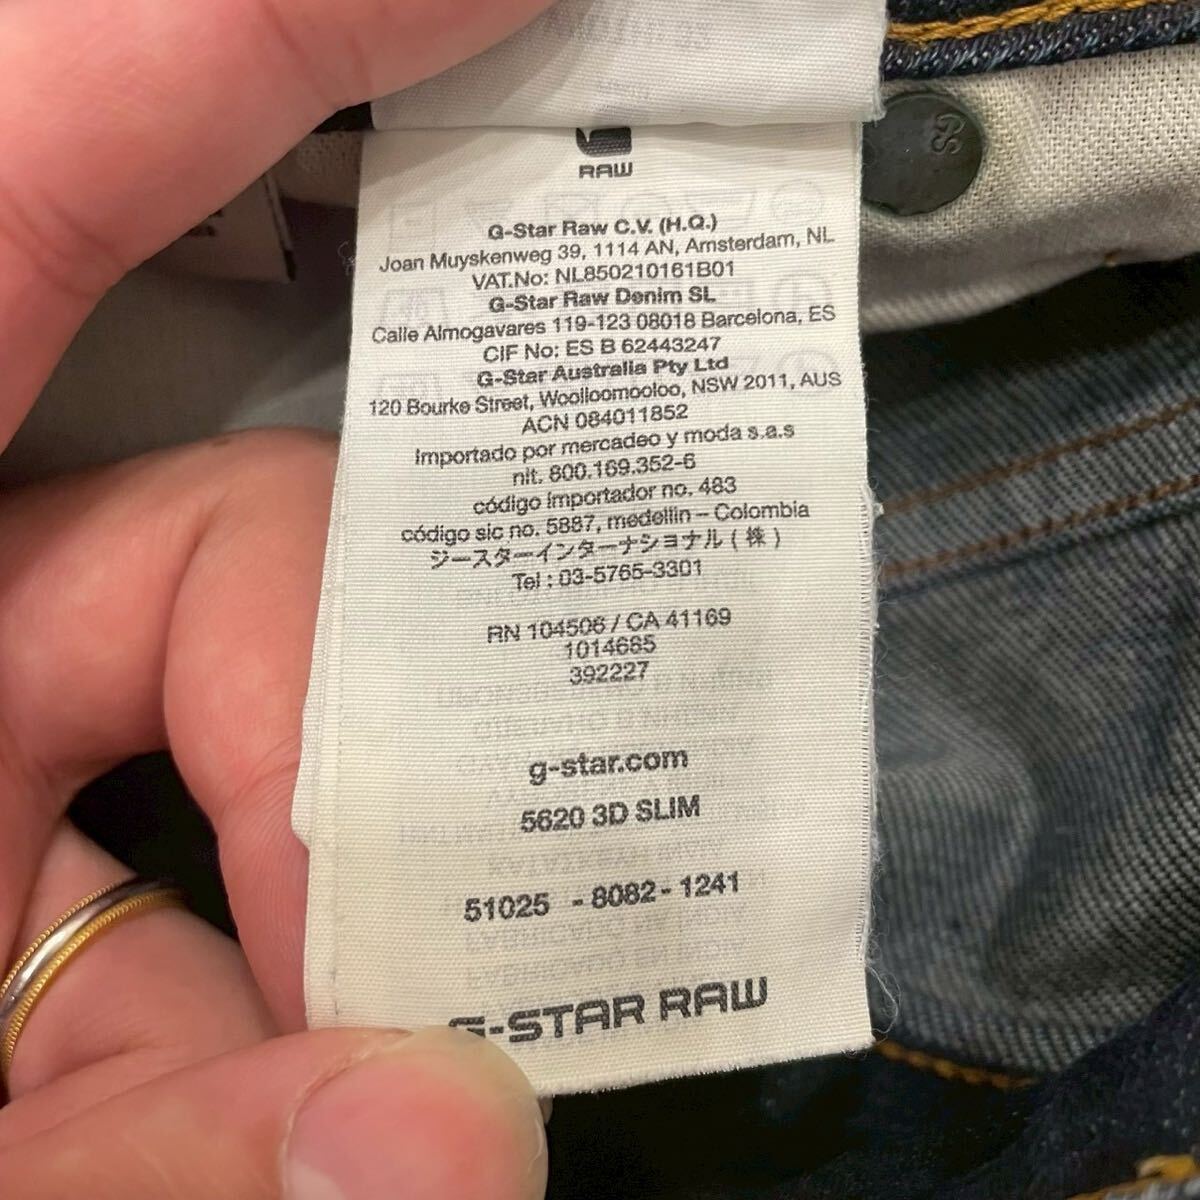 RAW
G-Star Raw C.V. (H.Q.)
Joan Muyskenweg 39, 1114 AN, Amsterdam, NL
VAT.No: NL850210161B01
G-Star Raw Denim SL
Calle Almogavares 119-123 08018 Barcelona, ES
CIF No: ES B 62443247
G-Star Australia Pty Ltd
120 Bourke Street, Woolloomooloo, NSW 2011, AUS
ACN 084011852
Importado por mercadeo y moda s.a.s
nit. 800.169.352-6
código importador no. 483
código sic no. 5887, medellin – Colombia
ジースターインターナショナル ( 株 )
Tel : 03-5765-3301
RN 104506 / CA 41169
1014685
392227
g-star.com
5620 3D SLIM
51025 - 8082 - 1241
G-STAR RAW